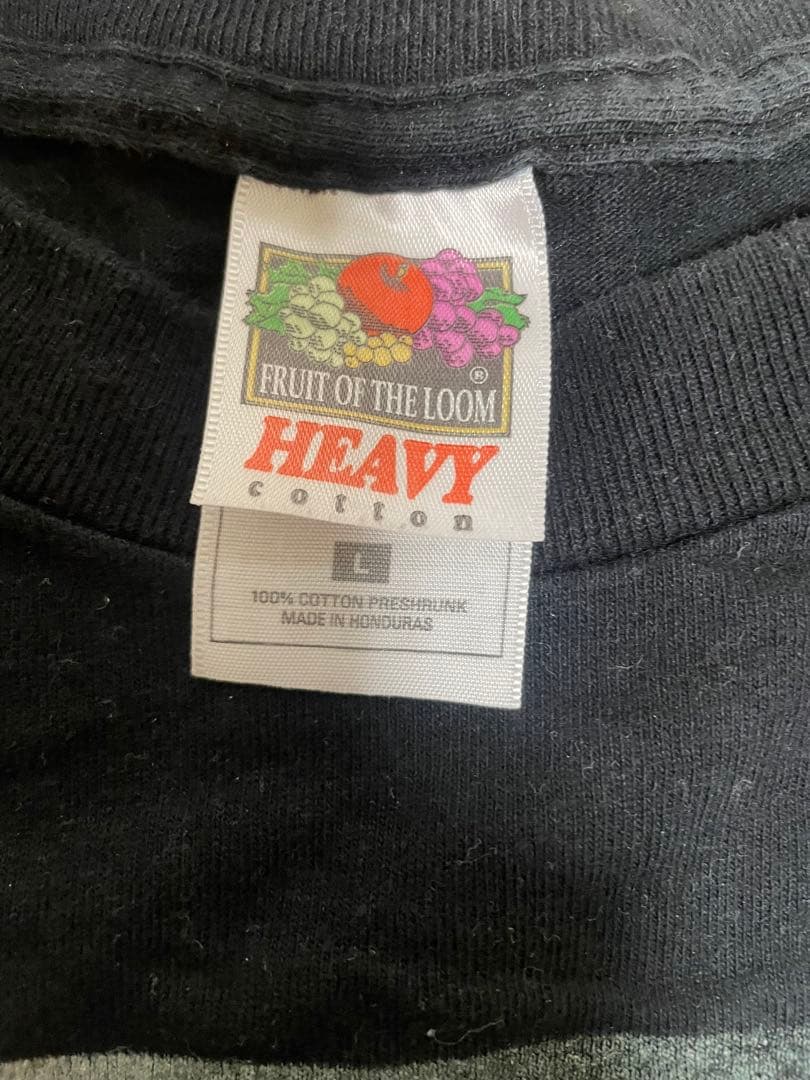 ®
FRUIT OF THE LOOM
HEAVY
cotton
L
100% COTTON PRESHRUNK
MADE IN HONDURAS